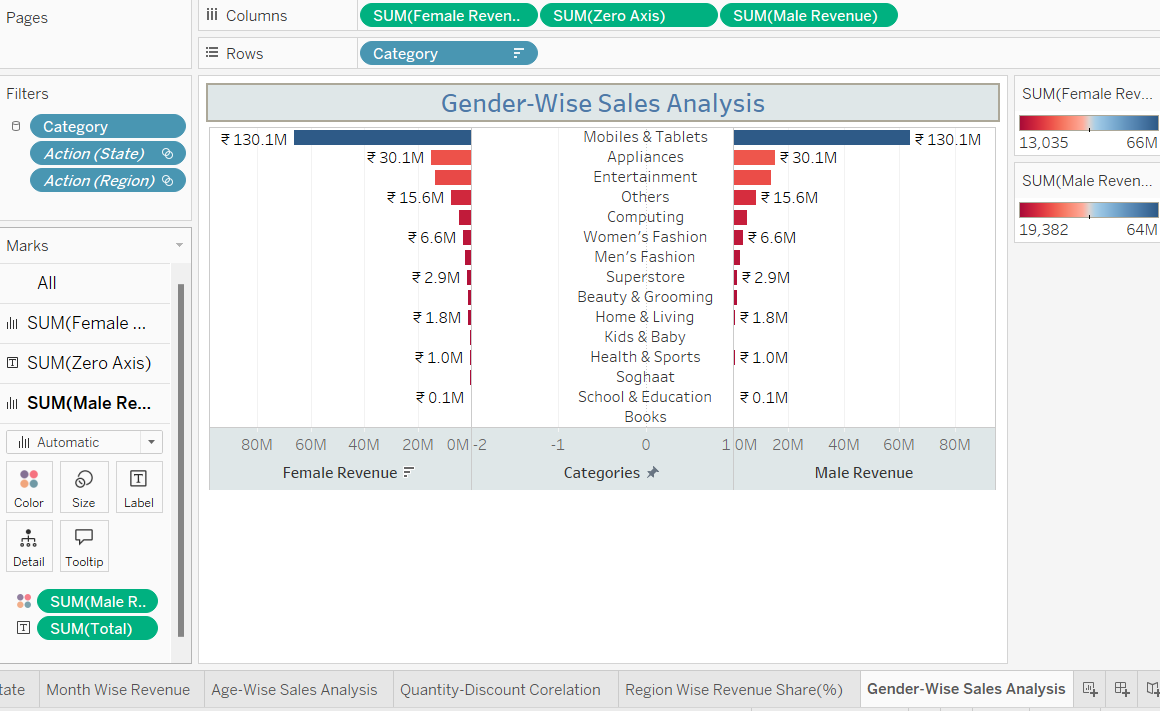 Pages
Columns
SUM(Female Reven..
SUM(Zero Axis)
SUM(Male Revenue)
Rows
Category
Filters
Category
Action (State)
Action (Region)
Marks
All
SUM(Female ...
SUM(Zero Axis)
SUM(Male Re...
Automatic
Color
Size
Label
Detail
Tooltip
SUM(Male R..
SUM(Total)
Gender-Wise Sales Analysis
₹ 130.1M Mobiles & Tablets ₹ 130.1M
₹ 30.1M Appliances ₹ 30.1M
Entertainment
₹ 15.6M Others ₹ 15.6M
Computing
₹ 6.6M Women's Fashion ₹ 6.6M
Men's Fashion
₹ 2.9M Superstore ₹ 2.9M
Beauty & Grooming
₹ 1.8M Home & Living ₹ 1.8M
Kids & Baby
₹ 1.0M Health & Sports ₹ 1.0M
Soghaat
₹ 0.1M School & Education ₹ 0.1M
Books
80M 60M 40M 20M 0M -2 -1 0 1 0M 20M 40M 60M 80M
Female Revenue Categories Male Revenue
SUM(Female Rev...
13,035 66M
SUM(Male Reven...
19,382 64M
tate Month Wise Revenue Age-Wise Sales Analysis Quantity-Discount Corelation Region Wise Revenue Share(%) Gender-Wise Sales Analysis